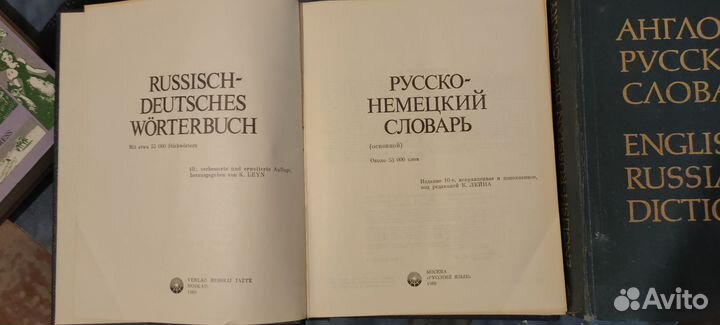 RUSSISCH-
DEUTSCHES
WÖRTERBUCH
Mit etwa 53 000 Stichwörtern
10., verbesserte und erweiterte Auflage,
herausgegeben von K. LEYN
VERLAG RUSSKIJ JAZYK
MOSKAU
РУССКО-
НЕМЕЦКИЙ
СЛОВАРЬ
(основной)
Около 53 000 слов
Издание 10-е, исправленное и дополненное,
под редакцией К. ЛЕЙНА
МОСКВА
«РУССКИЙ ЯЗЫК»
АНГЛО
РУССК
СЛОВА
ENGLIS
RUSSIA
DICTIO
Avito